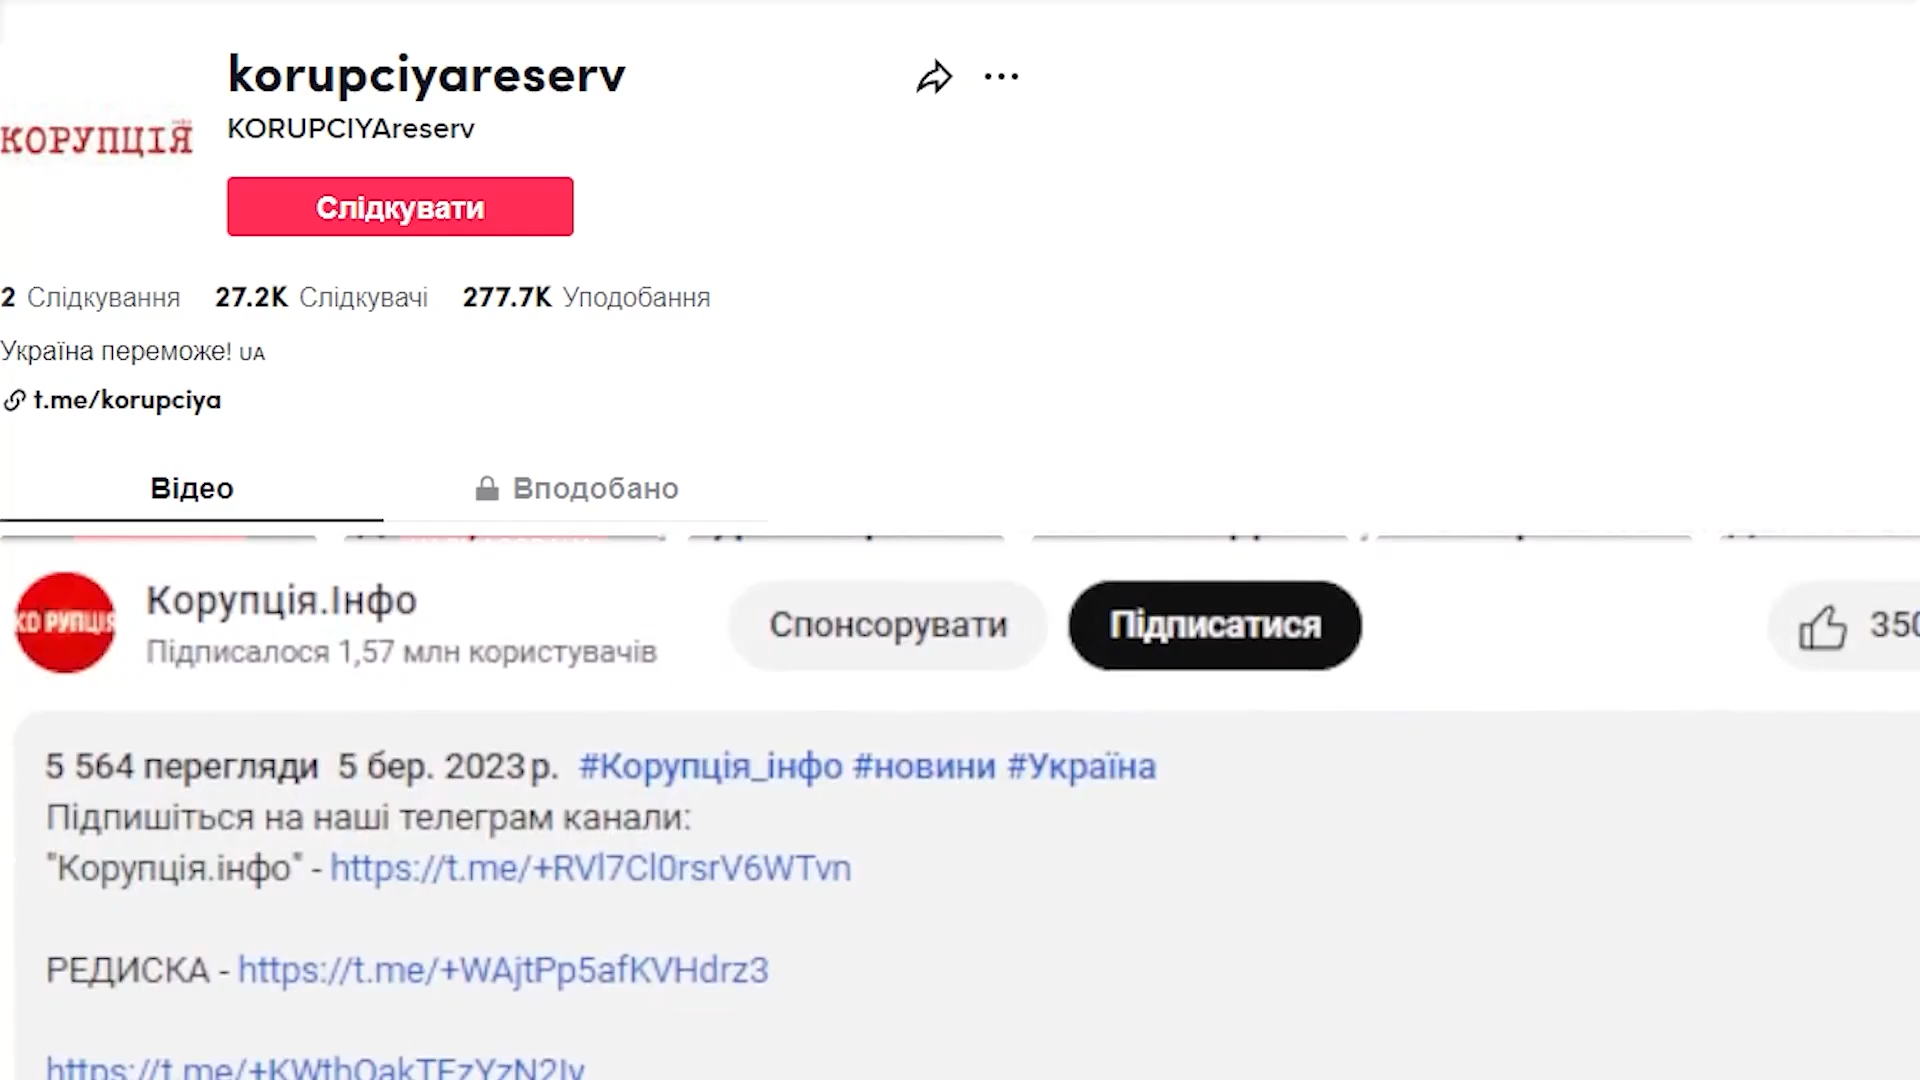 korupciyareserv
KORUPCIYAreserv
КОРУПЦІЯ
Слідкувати
2 Слідкування 27.2K Слідкувачі 277.7K Уподобання
Україна переможе! UA
t.me/korupciya
Відео Вподобано
КОРУПЦІЯ
Корупція.Інфо
Підписалося 1,57 млн користувачів
Спонсорувати
Підписатися
350
5 564 перегляди 5 бер. 2023 р. #Корупція_інфо #новини #Україна
Підпишіться на наші телеграм канали:
"Корупція.інфо" - https://t.me/+RVl7Cl0rsrV6WTvn
РЕДИСКА - https://t.me/+WAjtPp5afKVHdrz3